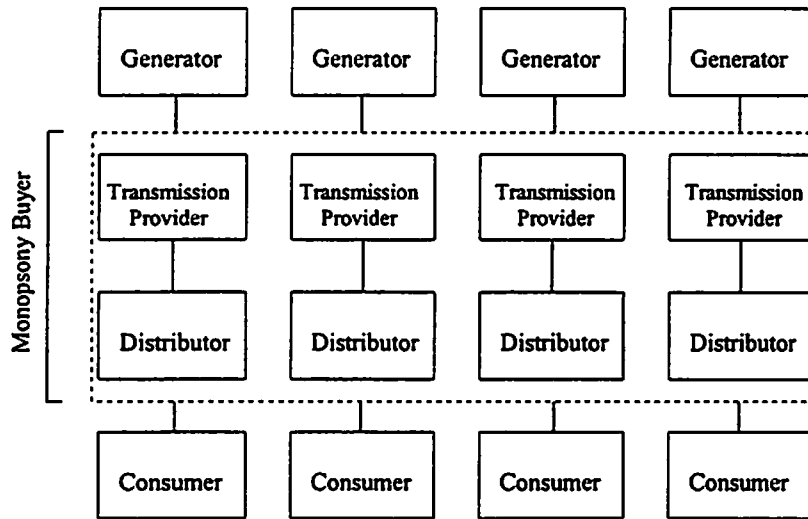 Generator Generator Generator Generator
Monopsony Buyer
Transmission Transmission Transmission Transmission
Provider Provider Provider Provider
Distributor Distributor Distributor Distributor
Consumer Consumer Consumer Consumer